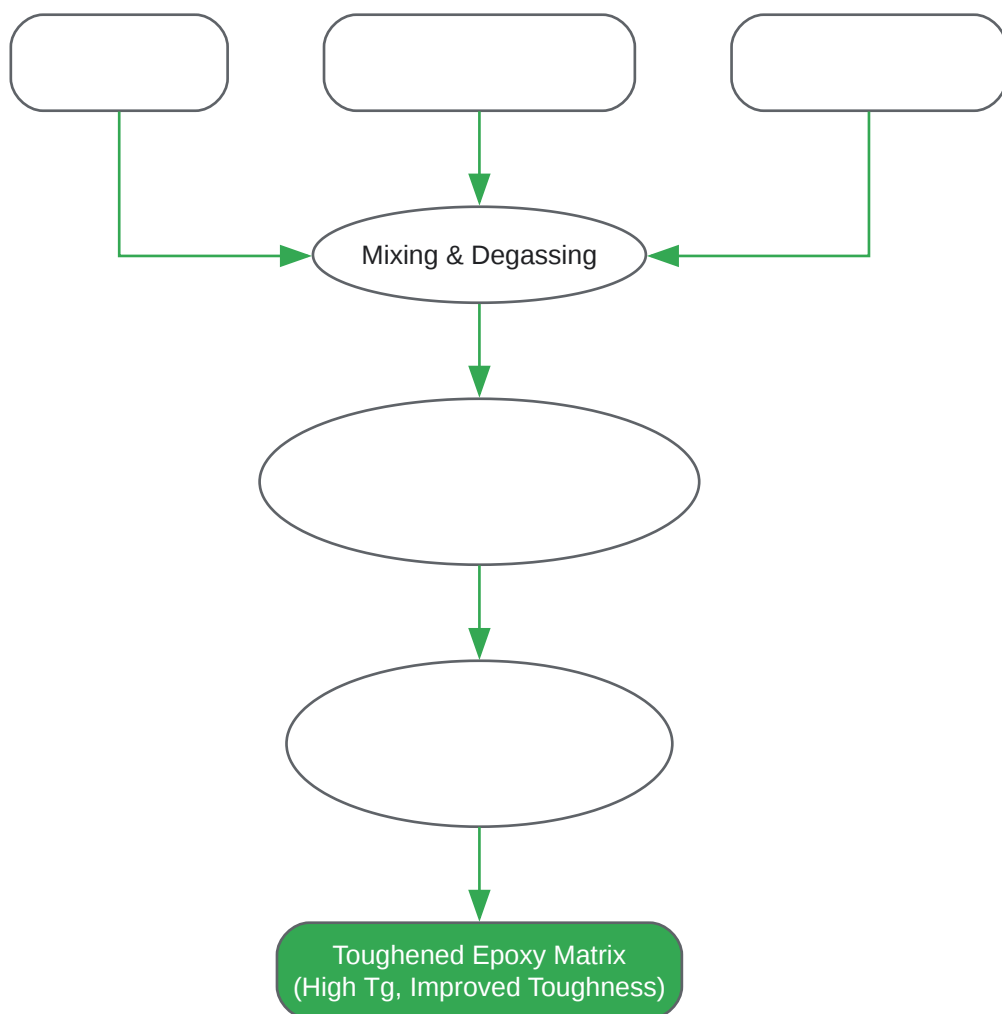 Mixing & Degassing
Toughened Epoxy Matrix
(High Tg, Improved Toughness)